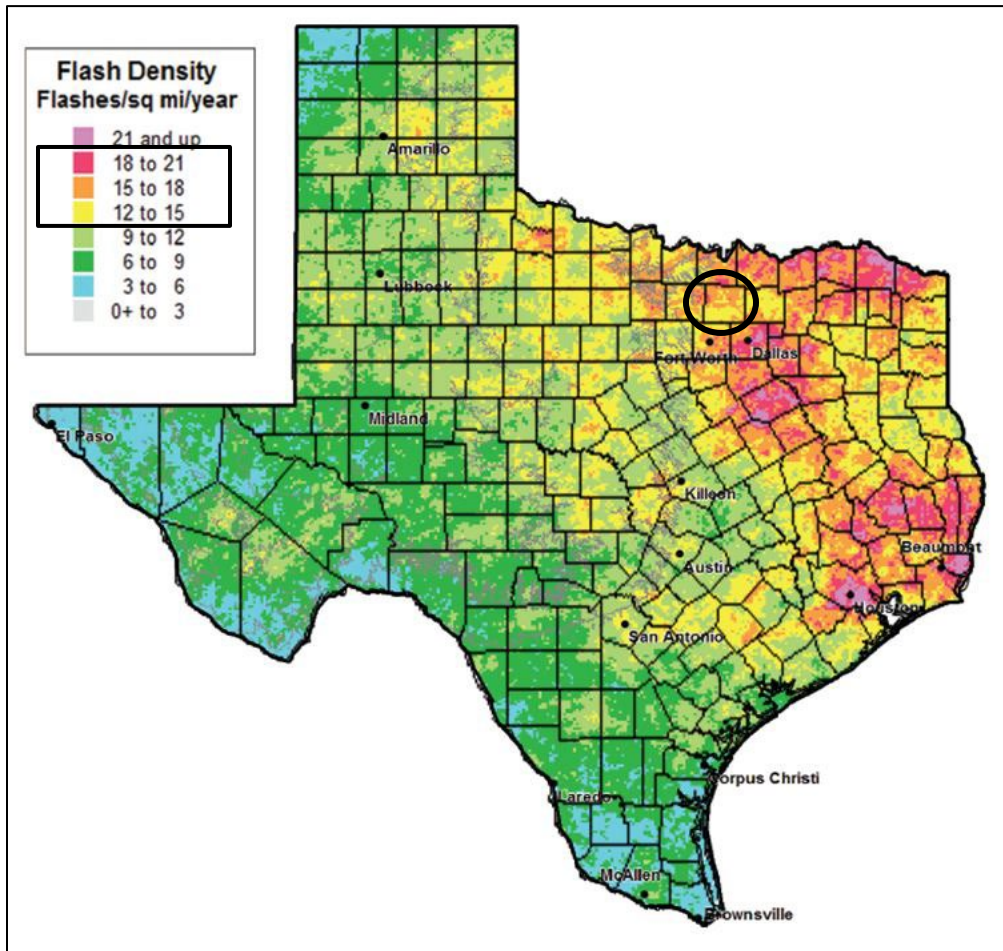 Flash Density
Flashes/sq mi/year
21 and up
18 to 21
15 to 18
12 to 15
9 to 12
6 to 9
3 to 6
0+ to 3
Amarillo
Lubbock
Fort Worth
Dallas
Midland
El Paso
Killeen
Beaumont
Austin
Houston
San Antonio
Corpus Christi
Laredo
McAllen
Brownsville